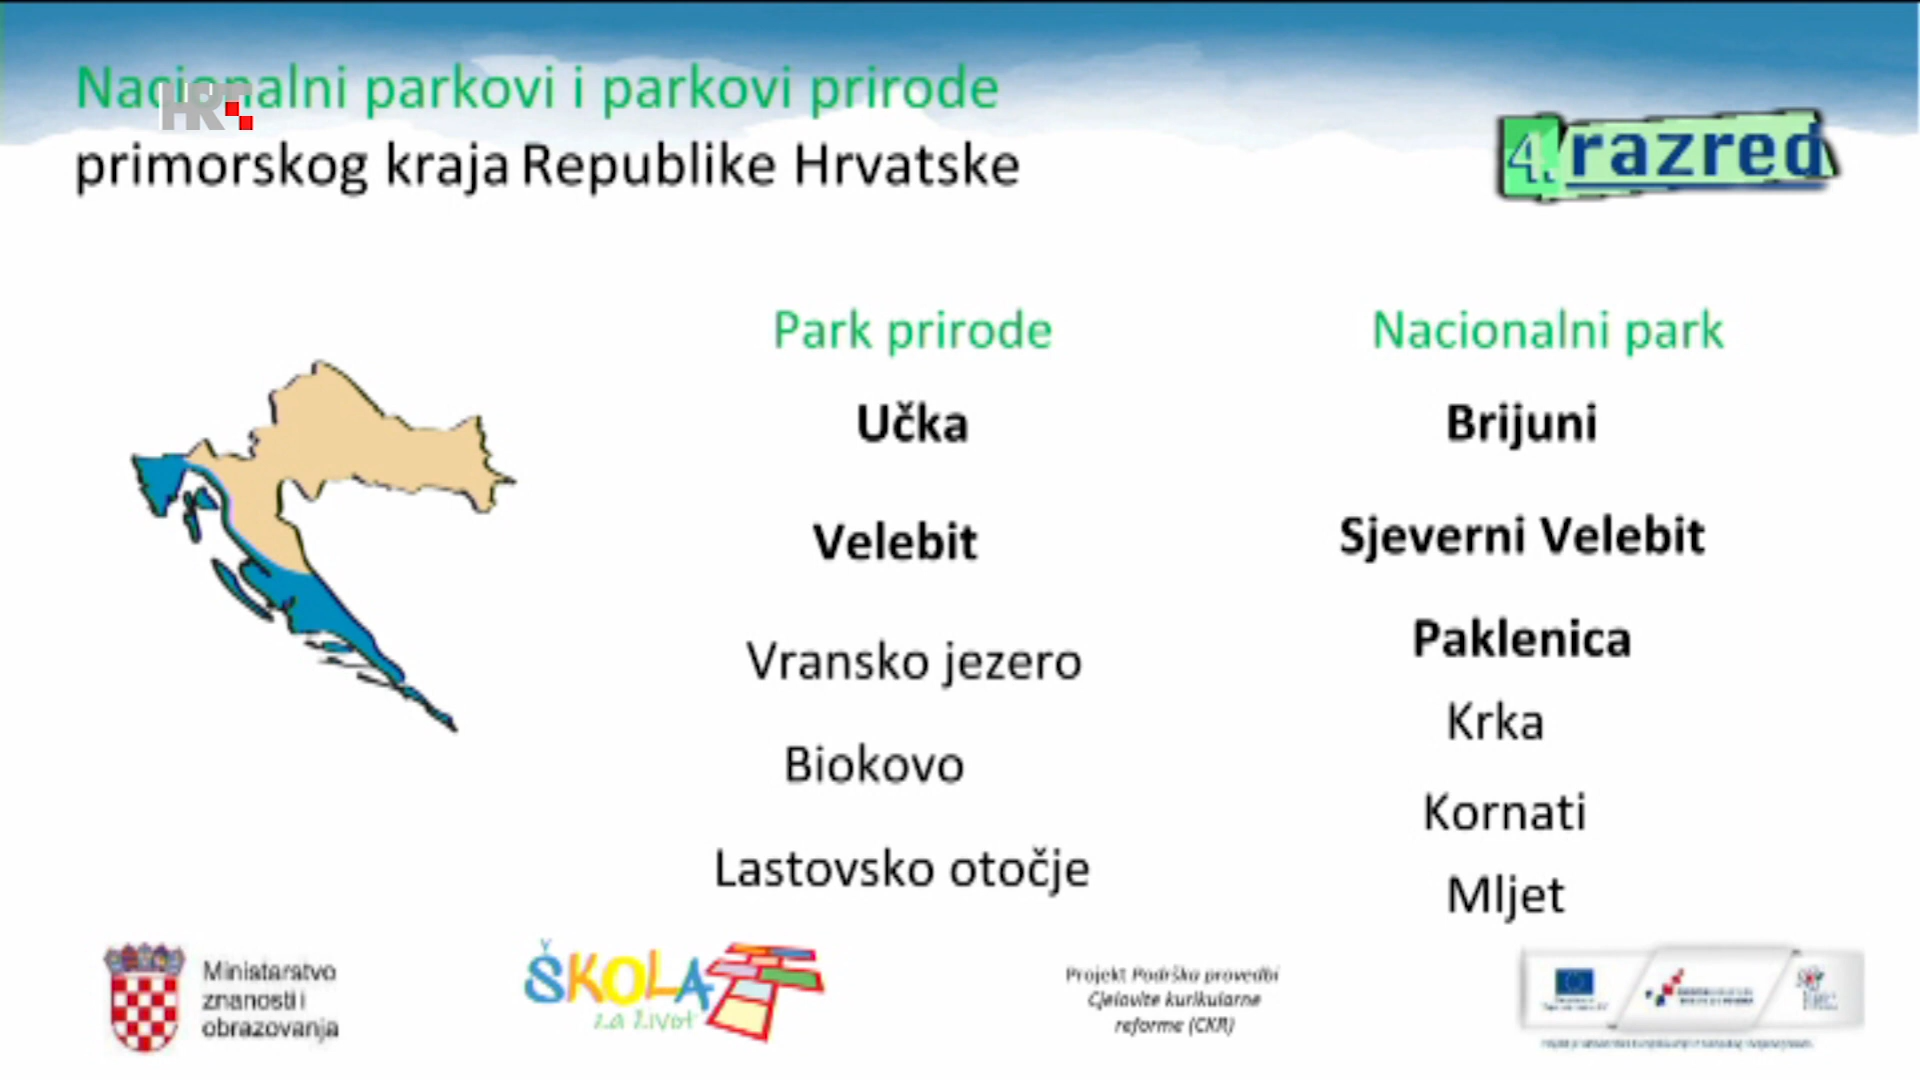 Nacionalni parkovi i parkovi prirode
HRT
primorskog kraja Republike Hrvatske
4. razred
Park prirode
Učka
Velebit
Vransko jezero
Biokovo
Lastovsko otočje
Nacionalni park
Brijuni
Sjeverni Velebit
Paklenica
Krka
Kornati
Mljet
Ministarstvo
znanosti i
obrazovanja
ŠKOLA
za život
Projekt Podrška provedbi
Cjelovite kurikularne
reforme (CKR)